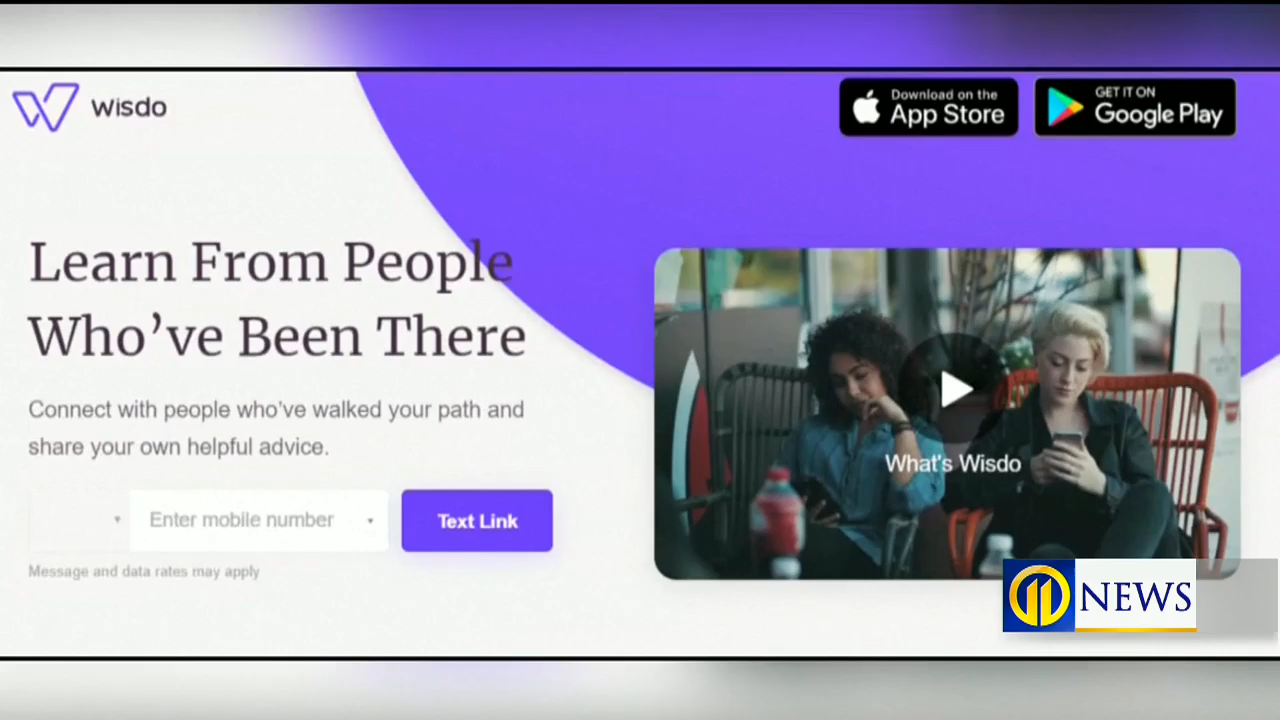 wisdo
Download on the
App Store
GET IT ON
Google Play
Learn From People
Who've Been There
Connect with people who've walked your path and
share your own helpful advice.
Enter mobile number
Text Link
Message and data rates may apply
What's Wisdo
11 NEWS